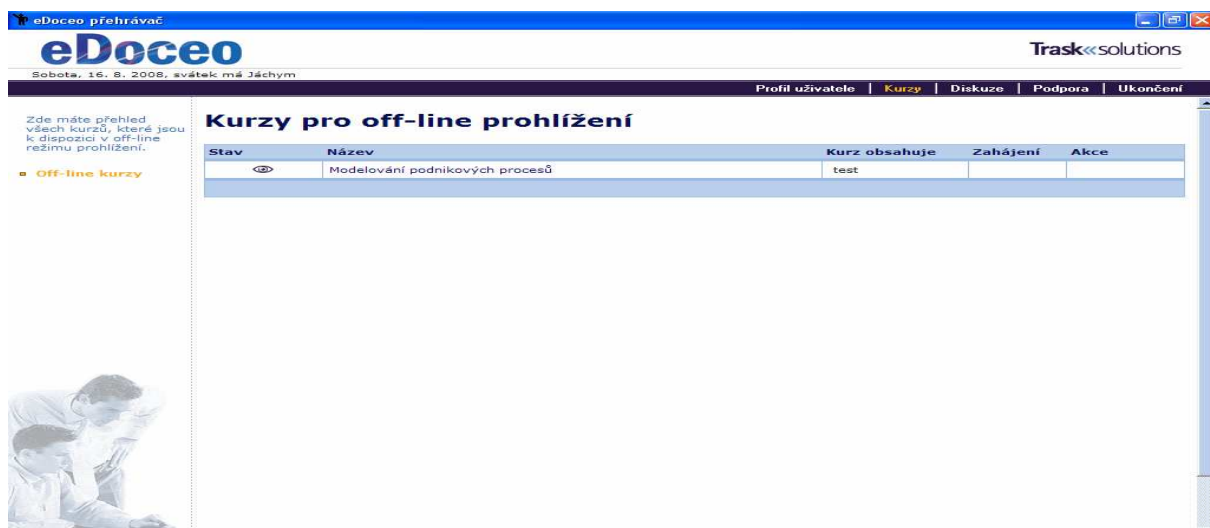 eDoceo přehrávač
eDoceo
Trask«solutions
Sobota, 16. 8. 2008, svátek má Jáchym
Profil uživatele | Kurzy | Diskuze | Podpora | Ukončení
Zde máte přehled
všech kurzů, které jsou
k dispozici v off-line
režimu prohlížení.
Off-line kurzy
Kurzy pro off-line prohlížení
Stav Název Kurz obsahuje Zahájení Akce
Modelování podnikových procesů test